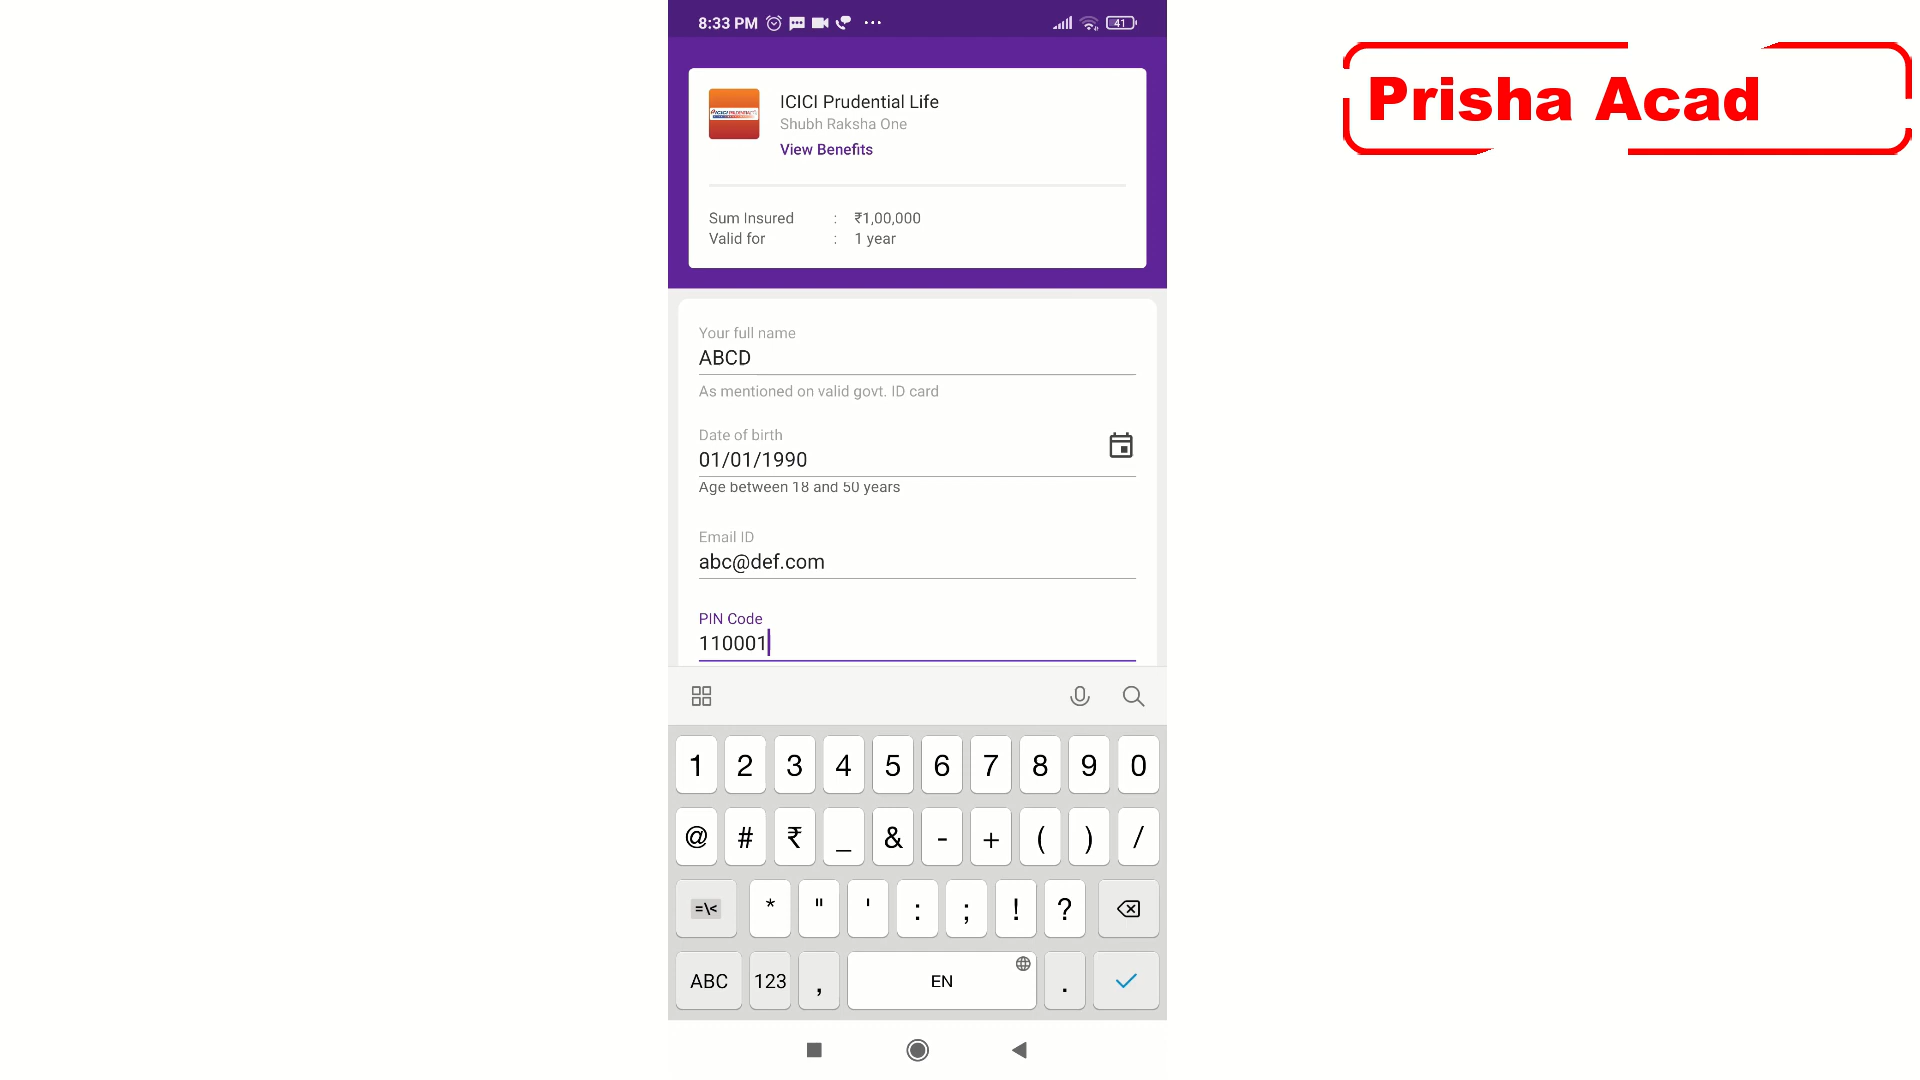 8:33 PM
41
Prisha Acad
ICICI Prudential Life
Shubh Raksha One
View Benefits
Sum Insured : ₹1,00,000
Valid for : 1 year
Your full name
ABCD
As mentioned on valid govt. ID card
Date of birth
01/01/1990
Age between 18 and 50 years
Email ID
abc@def.com
PIN Code
110001
1 2 3 4 5 6 7 8 9 0
@ # ₹ _ & - + ( ) /
=\< * " ' : ; ! ?
ABC 123 , EN .